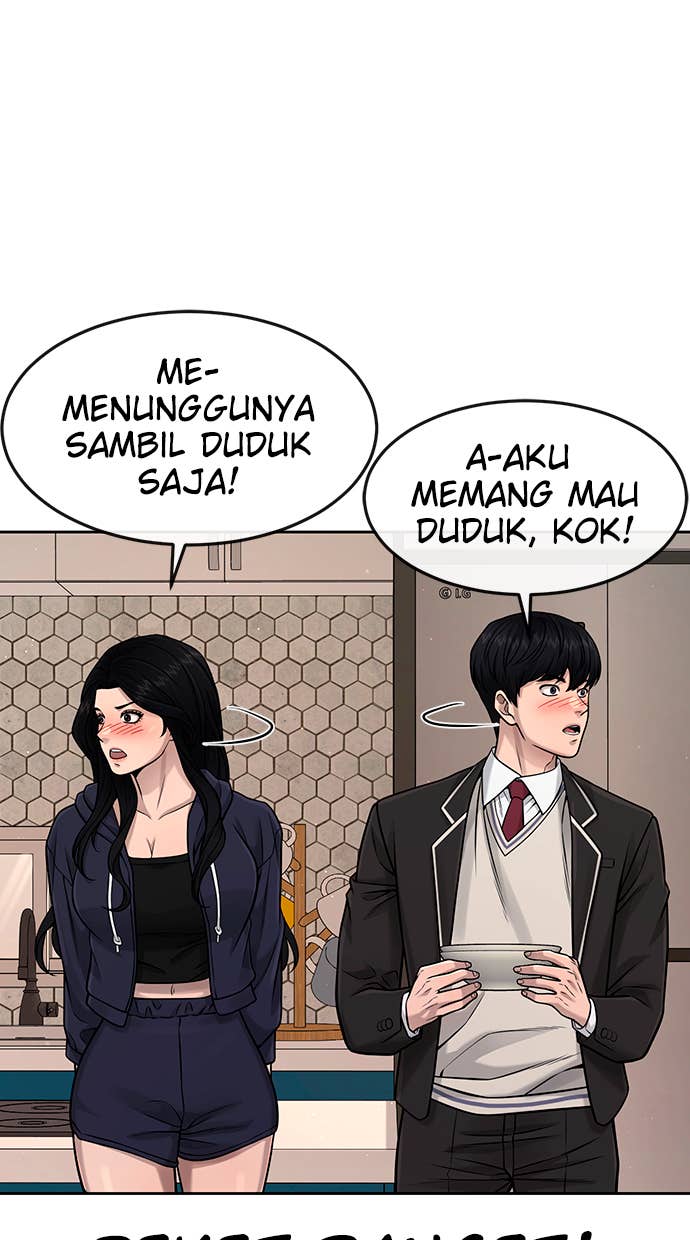 ME-
MENUNGGUNYA
SAMBIL DUDUK
SAJA!
A-AKU
MEMANG MAU
DUDUK, KOK!
© I.G